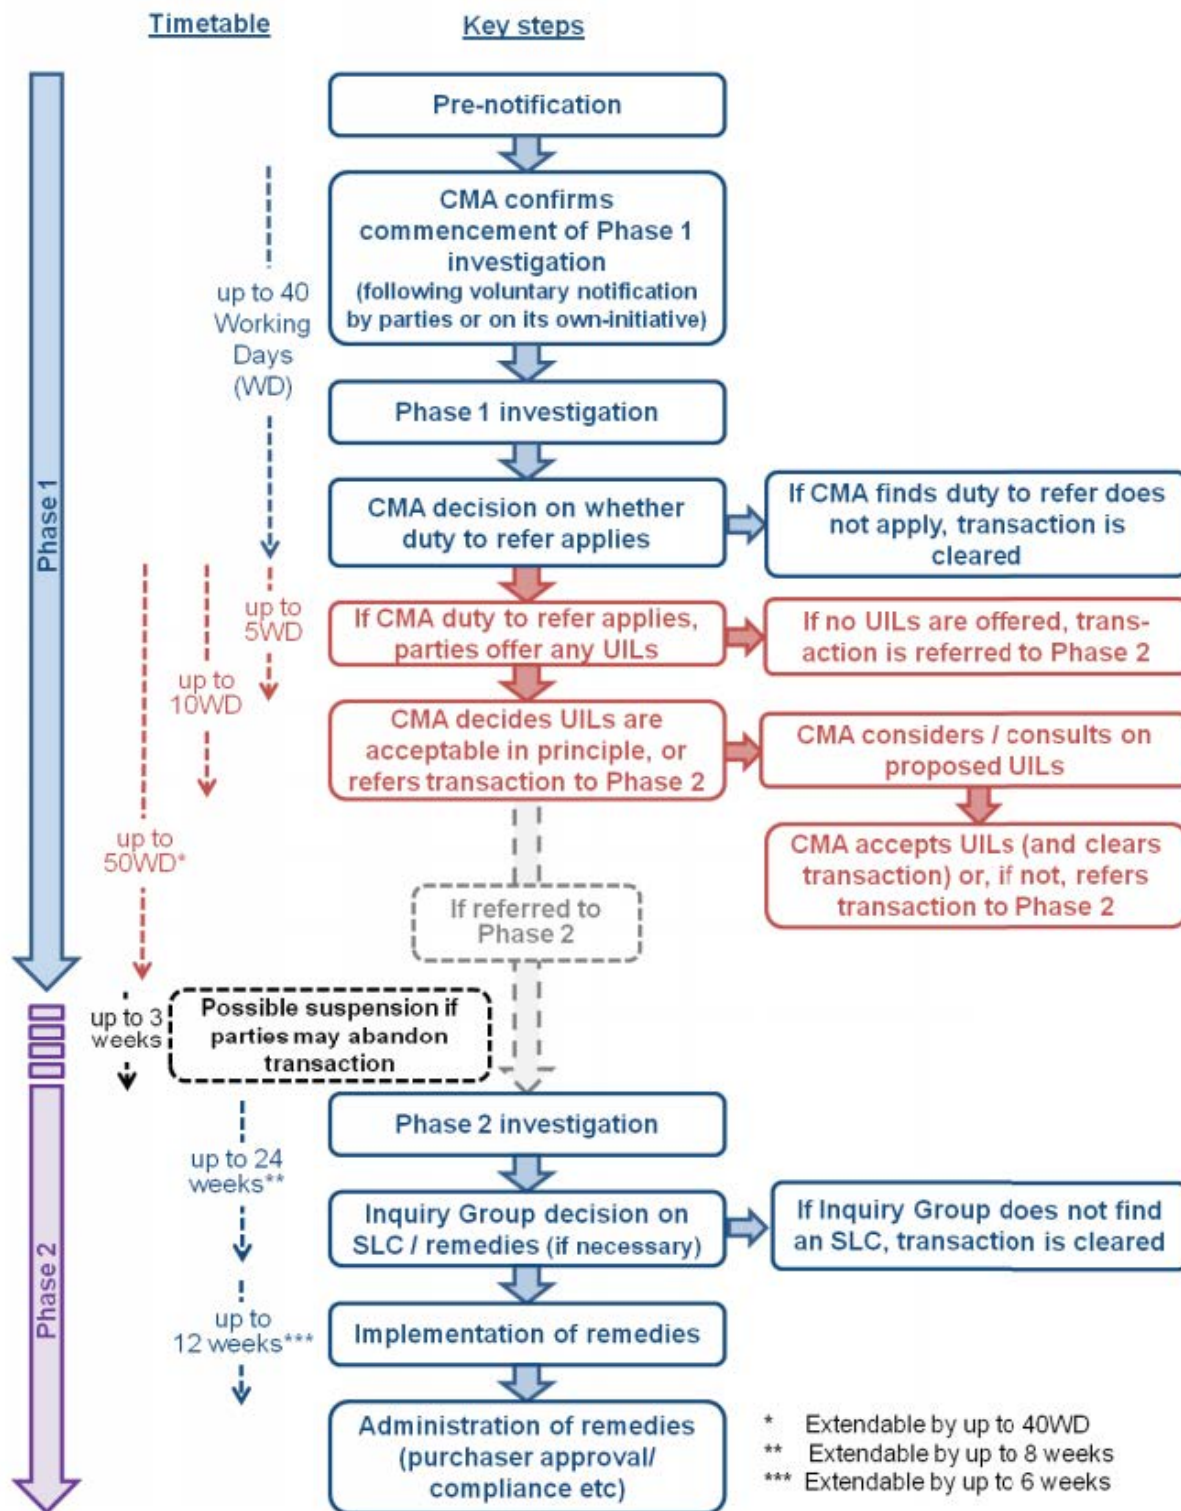 Timetable
Key steps
Pre-notification
CMA confirms
commencement of Phase 1
investigation
(following voluntary notification
by parties or on its own-initiative)
up to 40
Working
Days
(WD)
Phase 1 investigation
Phase 1
CMA decision on whether
duty to refer applies
If CMA finds duty to refer does
not apply, transaction is
cleared
up to
5WD
If CMA duty to refer applies,
parties offer any UILs
If no UILs are offered, trans-
action is referred to Phase 2
up to
10WD
CMA decides UILs are
acceptable in principle, or
refers transaction to Phase 2
CMA considers / consults on
proposed UILs
up to
50WD*
CMA accepts UILs (and clears
transaction) or, if not, refers
transaction to Phase 2
If referred to
Phase 2
up to 3
weeks
Possible suspension if
parties may abandon
transaction
Phase 2 investigation
up to 24
weeks**
Inquiry Group decision on
SLC / remedies (if necessary)
If Inquiry Group does not find
an SLC, transaction is cleared
Phase 2
up to
12 weeks***
Implementation of remedies
Administration of remedies
(purchaser approval/
compliance etc)
* Extendable by up to 40WD
** Extendable by up to 8 weeks
*** Extendable by up to 6 weeks